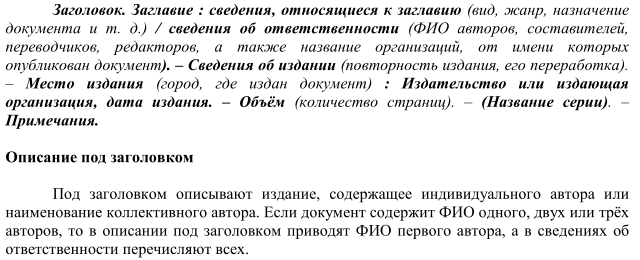 Заголовок. Заглавие : сведения, относящиеся к заглавию (вид, жанр, назначение
документа и т. д.) / сведения об ответственности (ФИО авторов, составителей,
переводчиков, редакторов, а также название организаций, от имени которых
опубликован документ). – Сведения об издании (повторность издания, его переработка).
– Место издания (город, где издан документ) : Издательство или издающая
организация, дата издания. – Объём (количество страниц). – (Название серии). –
Примечания.
Описание под заголовком
Под заголовком описывают издание, содержащее индивидуального автора или
наименование коллективного автора. Если документ содержит ФИО одного, двух или трёх
авторов, то в описании под заголовком приводят ФИО первого автора, а в сведениях об
ответственности перечисляют всех.